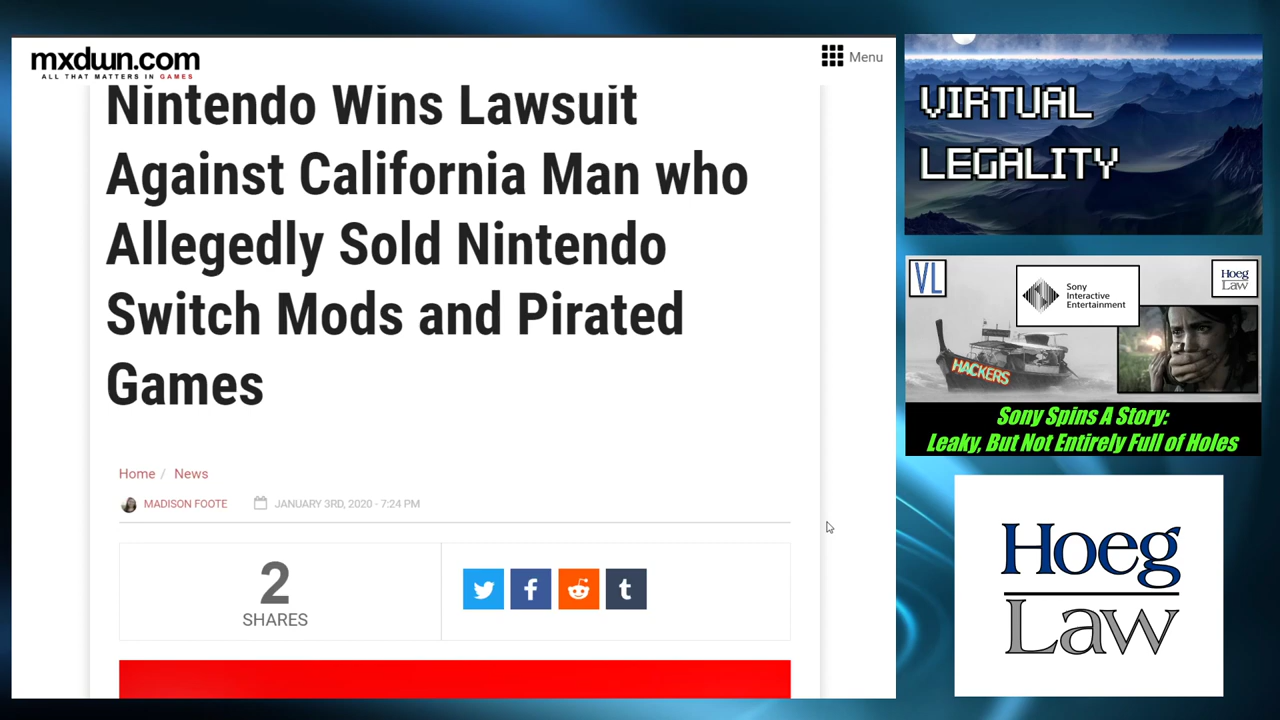 mxdwn.com
ALL THAT MATTERS IN GAMES
Menu
Nintendo Wins Lawsuit
Against California Man who
Allegedly Sold Nintendo
Switch Mods and Pirated
Games
Home / News
MADISON FOOTE
JANUARY 3RD, 2020 - 7:24 PM
2
SHARES
VIRTUAL
LEGALITY
VL
Sony
Interactive
Entertainment
Hoeg
Law
HACKERS
Sony Spins A Story:
Leaky, But Not Entirely Full of Holes
Hoeg
Law